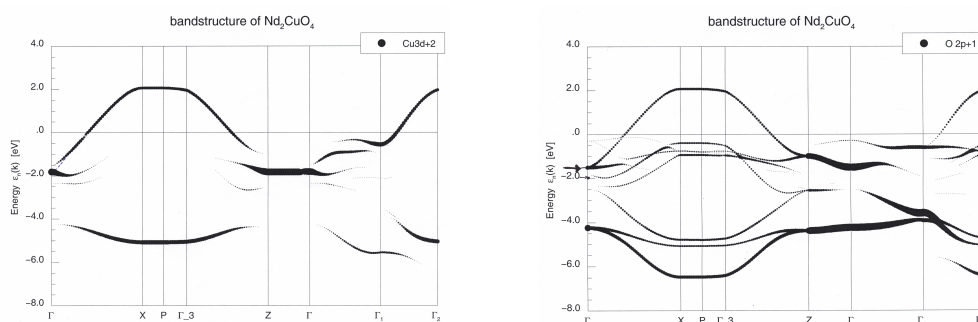 bandstructure of Nd₂CuO₄
Cu3d+2
4.0
2.0
.0
−2.0
−4.0
−6.0
−8.0
Energy εₙ(k) [eV]
Γ X P Γ_3 Z Γ Γ₁ Γ₂
bandstructure of Nd₂CuO₄
O 2p+1
4.0
2.0
.0
−2.0
−4.0
−6.0
−8.0
Energy εₙ(k) [eV]